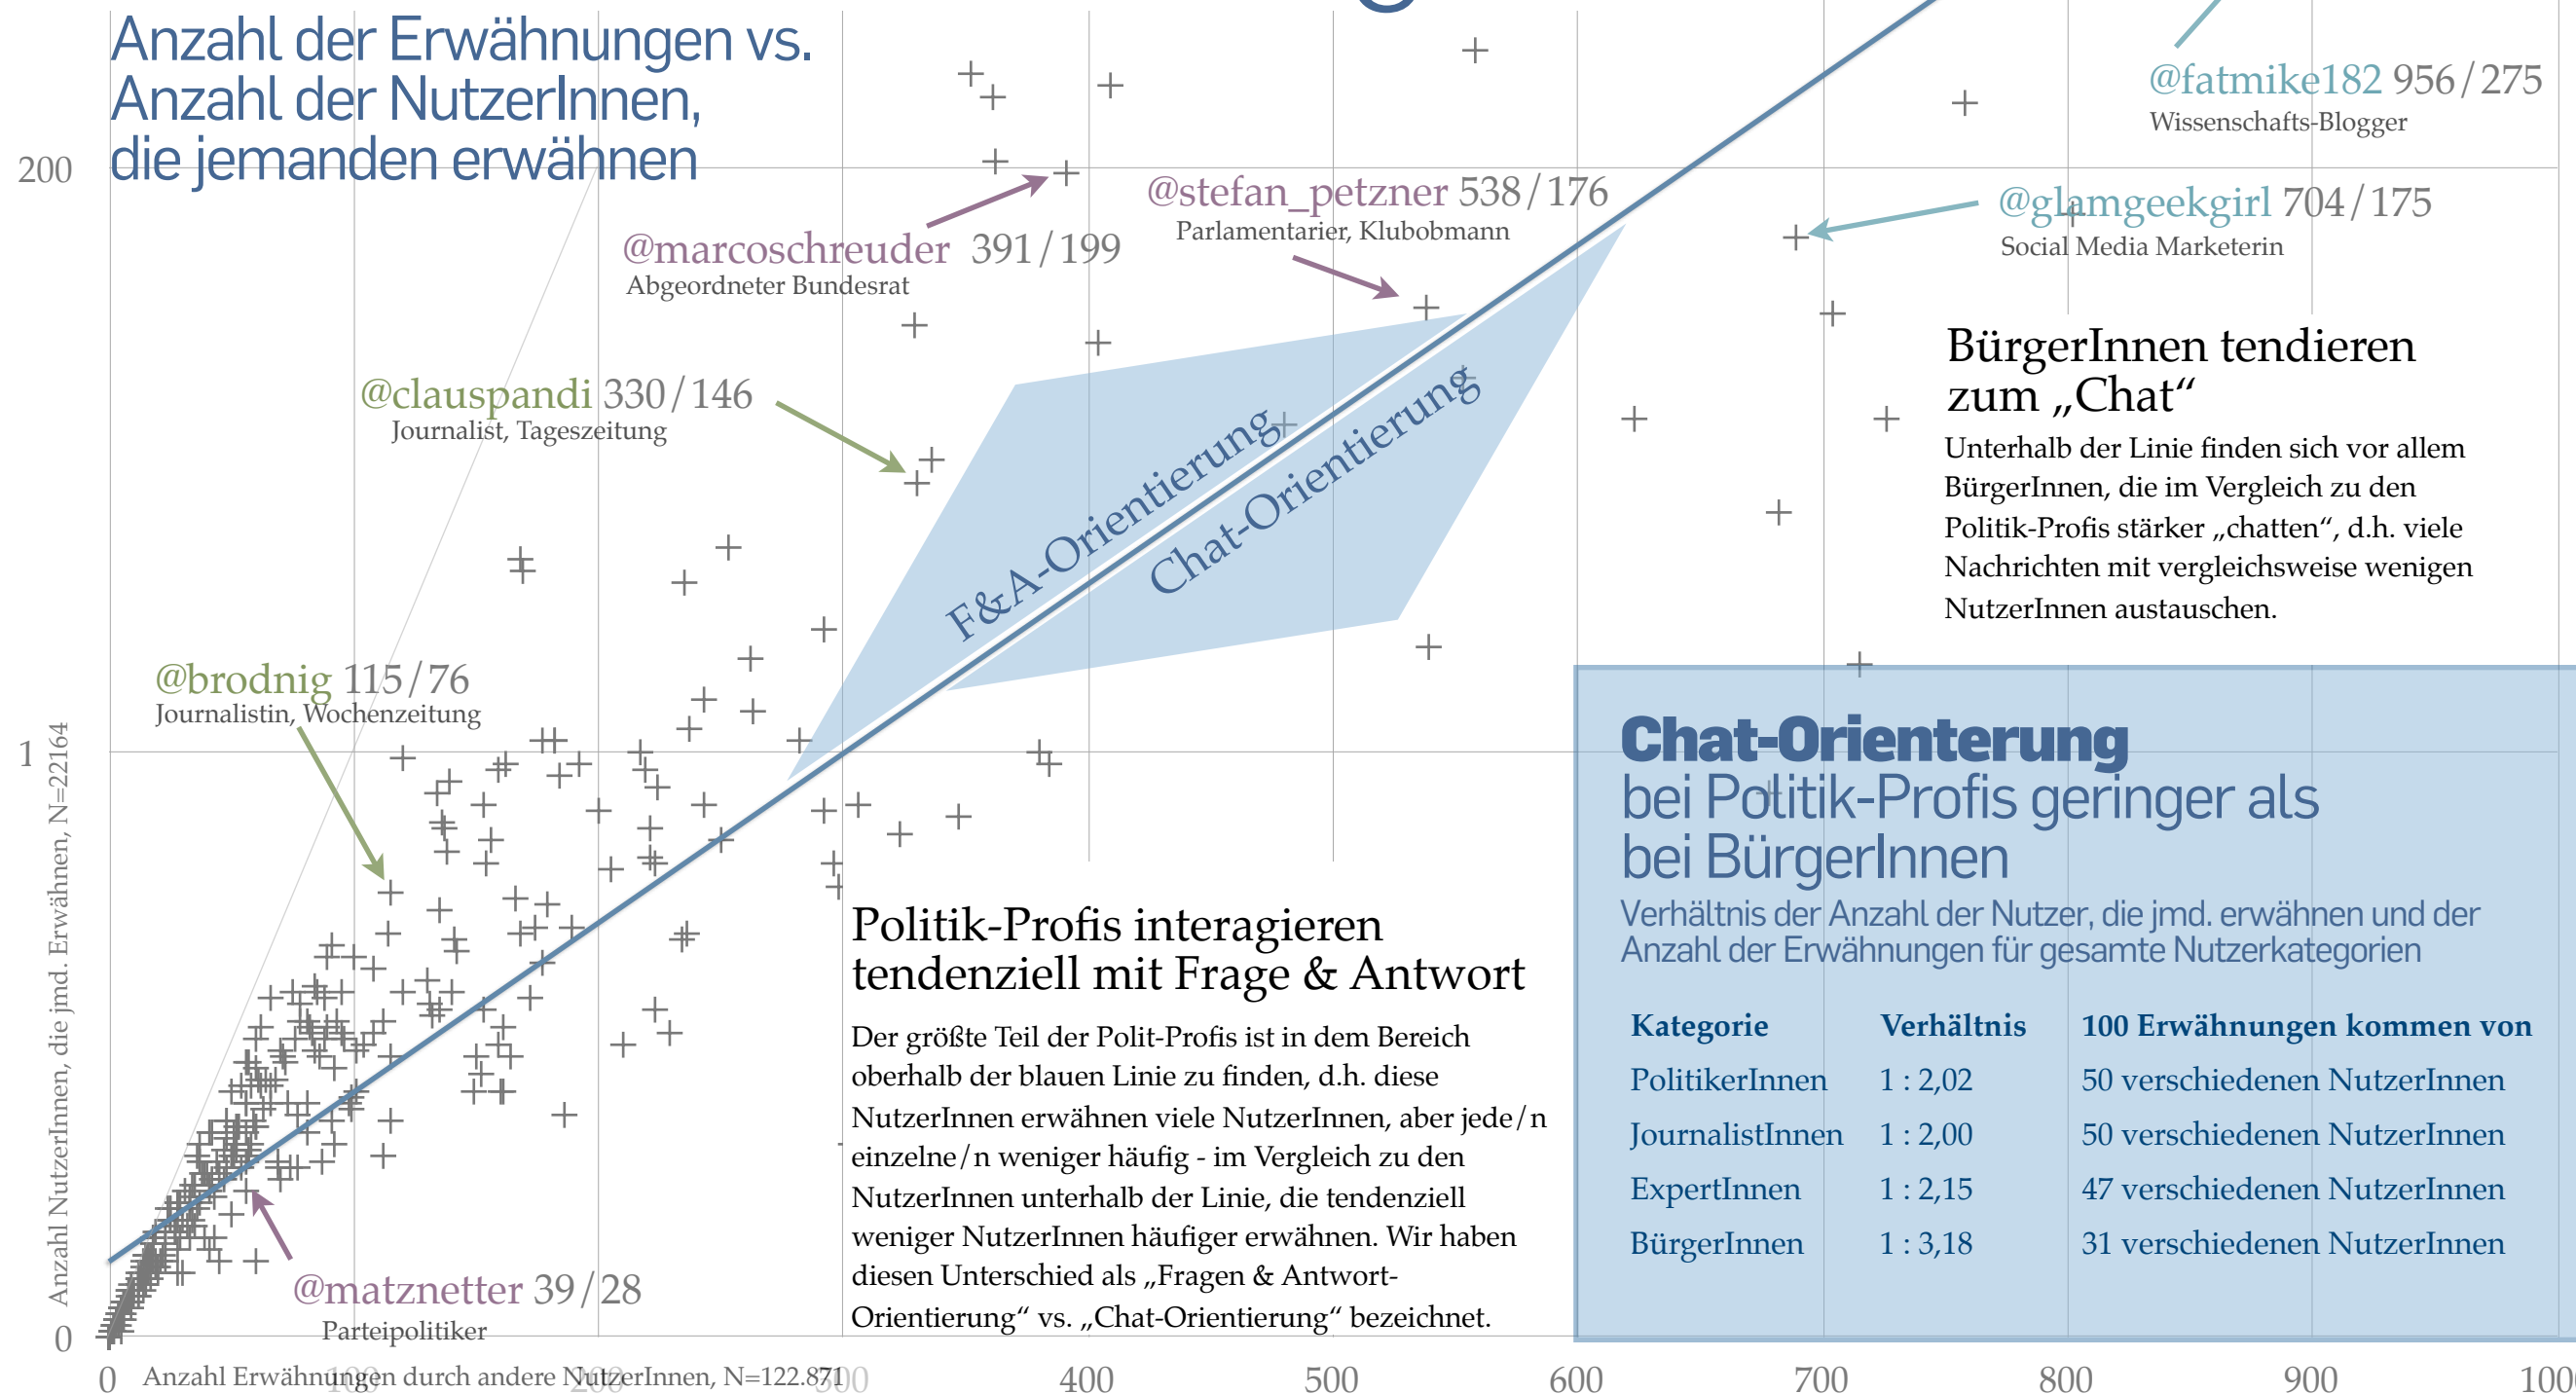 Anzahl der Erwähnungen vs.
Anzahl der NutzerInnen,
die jemanden erwähnen
@fatmike182 956/275
Wissenschafts-Blogger
200
@stefan_petzner 538/176
Parlamentarier, Klubobmann
@glamgeekgirl 704/175
Social Media Marketerin
@marcoschreuder 391/199
Abgeordneter Bundesrat
BürgerInnen tendieren
zum „Chat“
Unterhalb der Linie finden sich vor allem
BürgerInnen, die im Vergleich zu den
Politik-Profis stärker „chatten“, d.h. viele
Nachrichten mit vergleichsweise wenigen
NutzerInnen austauschen.
@clauspandi 330/146
Journalist, Tageszeitung
F&A-Orientierung
Chat-Orientierung
@brodnig 115/76
Journalistin, Wochenzeitung
1
Anzahl NutzerInnen, die jmd. Erwähnen, N=22164
Chat-Orienterung
bei Politik-Profis geringer als
bei BürgerInnen
Verhältnis der Anzahl der Nutzer, die jmd. erwähnen und der
Anzahl der Erwähnungen für gesamte Nutzerkategorien
Kategorie Verhältnis 100 Erwähnungen kommen von
PolitikerInnen 1 : 2,02 50 verschiedenen NutzerInnen
JournalistInnen 1 : 2,00 50 verschiedenen NutzerInnen
ExpertInnen 1 : 2,15 47 verschiedenen NutzerInnen
BürgerInnen 1 : 3,18 31 verschiedenen NutzerInnen
Politik-Profis interagieren
tendenziell mit Frage & Antwort
Der größte Teil der Polit-Profis ist in dem Bereich
oberhalb der blauen Linie zu finden, d.h. diese
NutzerInnen erwähnen viele NutzerInnen, aber jede/n
einzelne/n weniger häufig - im Vergleich zu den
NutzerInnen unterhalb der Linie, die tendenziell
weniger NutzerInnen häufiger erwähnen. Wir haben
diesen Unterschied als „Fragen & Antwort-
Orientierung“ vs. „Chat-Orientierung“ bezeichnet.
@matznetter 39/28
Parteipolitiker
0
Anzahl Erwähnungen durch andere NutzerInnen, N=122.871
0 100 200 300 400 500 600 700 800 900 100